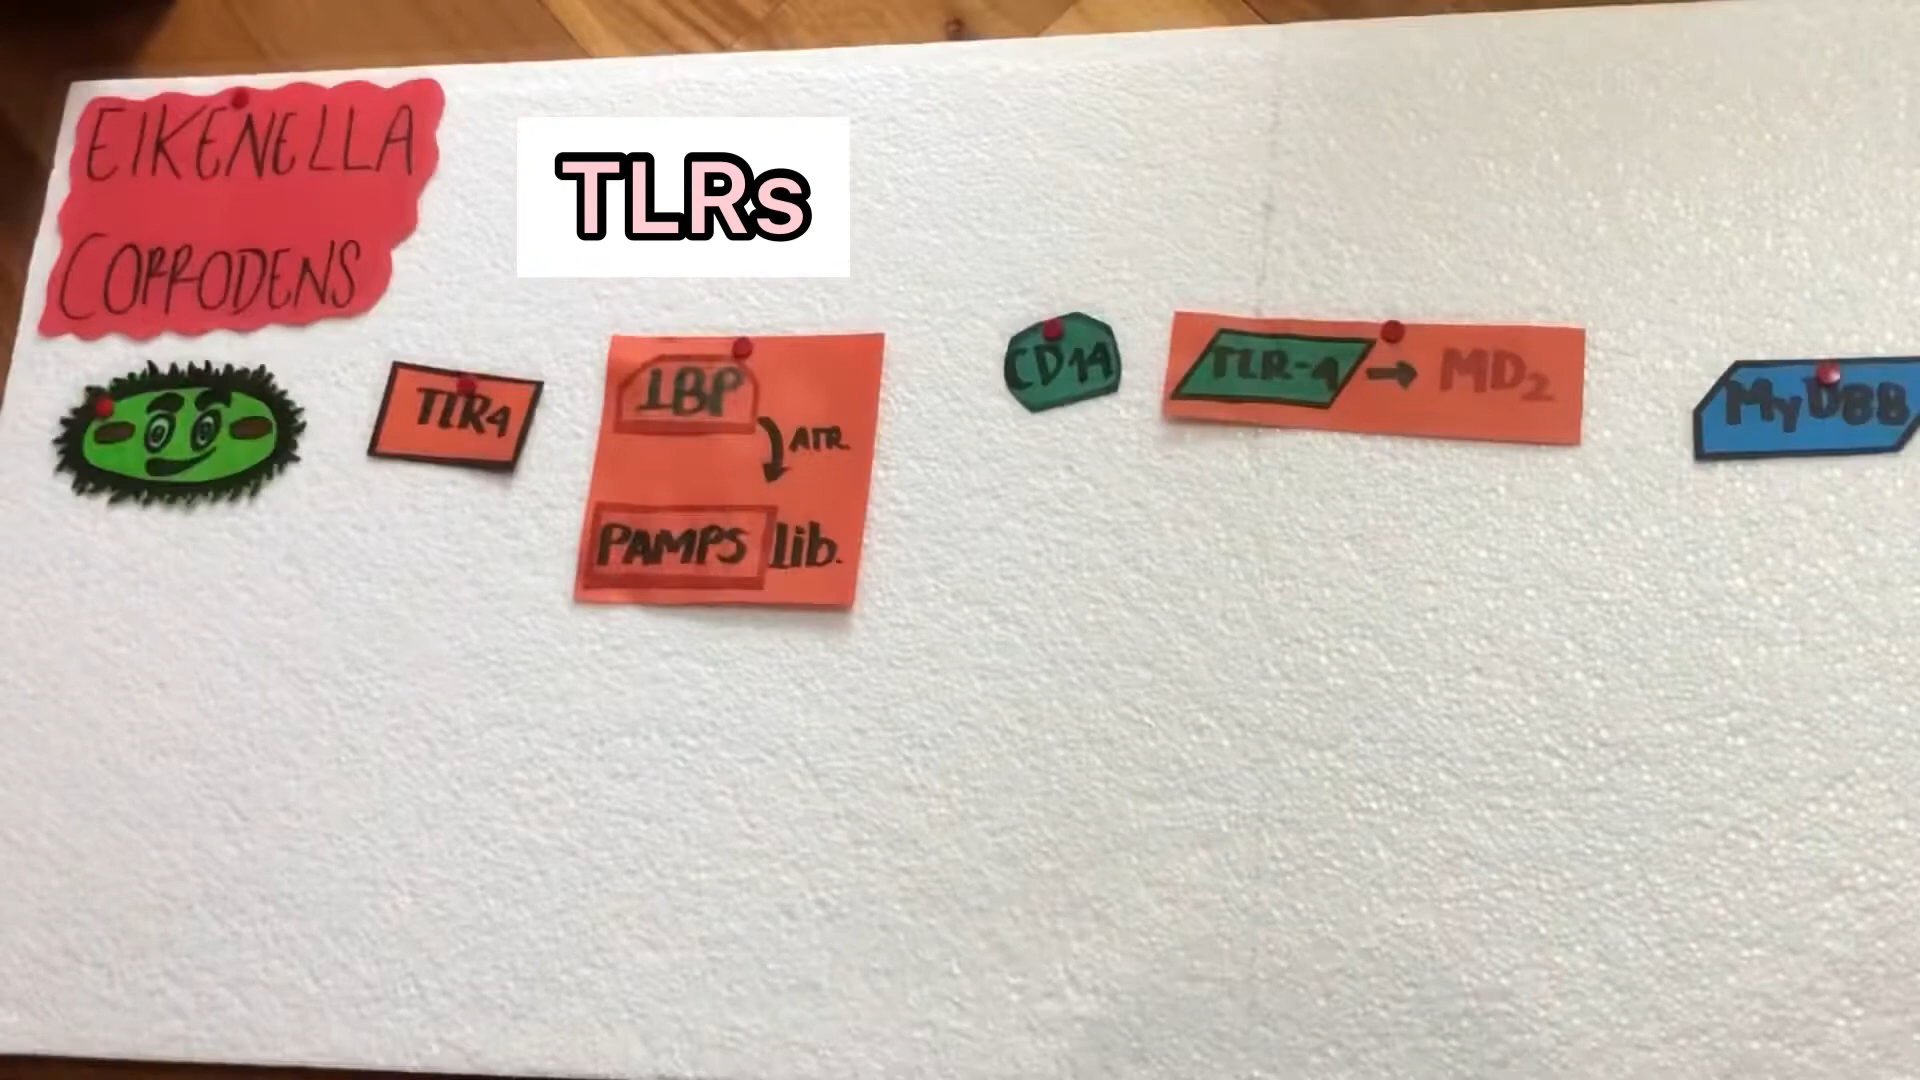 EIKENELLA
CORRODENS
TLRs
TLR4
LBP
ATR.
PAMPS lib.
CD14
TLR-4 → MD2
MyD88